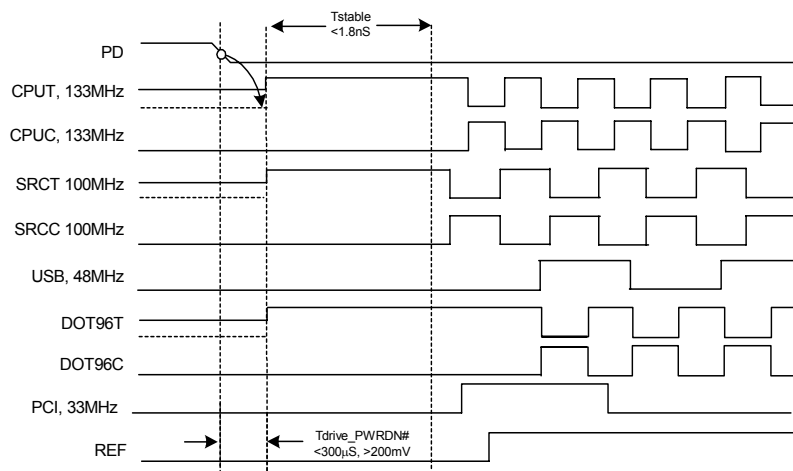 Tstable
<1.8nS
PD
CPUT, 133MHz
CPUC, 133MHz
SRCT 100MHz
SRCC 100MHz
USB, 48MHz
DOT96T
DOT96C
PCI, 33MHz
REF
Tdrive_PWRDN#
<300µS, >200mV